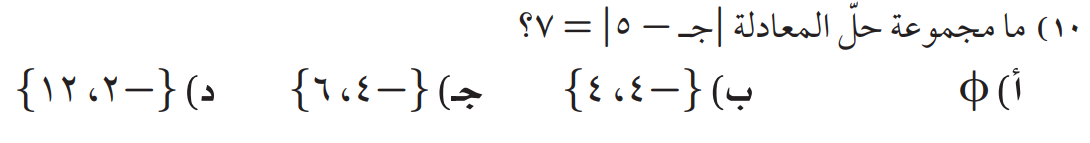 ١٠) ما مجموعة حلّ المعادلة |جـ − ٥| = ٧؟
أ) ϕ ب) {−٤، ٤} جـ) {−٤، ٦} د) {−٢، ١٢}